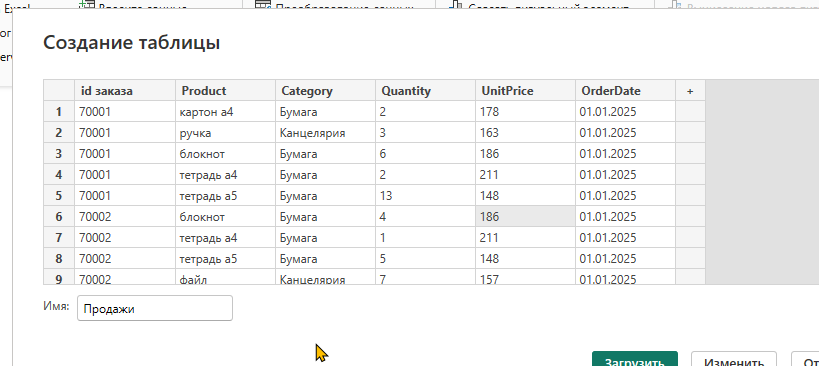 Excel
Создание таблицы
id заказа Product Category Quantity UnitPrice OrderDate +
1 70001 картон а4 Бумага 2 178 01.01.2025
2 70001 ручка Канцелярия 3 163 01.01.2025
3 70001 блокнот Бумага 6 186 01.01.2025
4 70001 тетрадь а4 Бумага 2 211 01.01.2025
5 70001 тетрадь а5 Бумага 13 148 01.01.2025
6 70002 блокнот Бумага 4 186 01.01.2025
7 70002 тетрадь а4 Бумага 1 211 01.01.2025
8 70002 тетрадь а5 Бумага 5 148 01.01.2025
9 70002 файл Канцелярия 7 157 01.01.2025
Имя: Продажи
Загрузить Изменить От